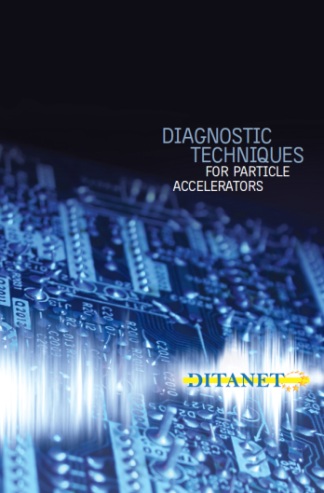 DIAGNOSTIC
TECHNIQUES
FOR PARTICLE
ACCELERATORS
DITANET